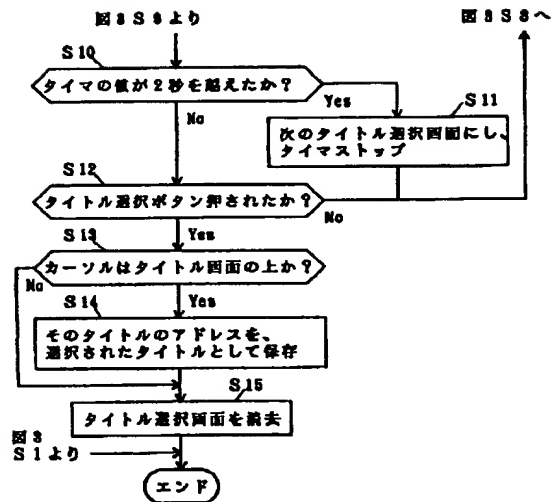 図3S9より
図3S8へ
S10
タイマの値が2秒を超えたか?
Yes
S11
No
次のタイトル選択画面にし、
タイマストップ
S12
タイトル選択ボタン押されたか?
No
S13
Yes
カーソルはタイトル画面の上か?
No
S14
Yes
そのタイトルのアドレスを、
選択されたタイトルとして保存
S15
タイトル選択画面を消去
図3
S1より
エンド